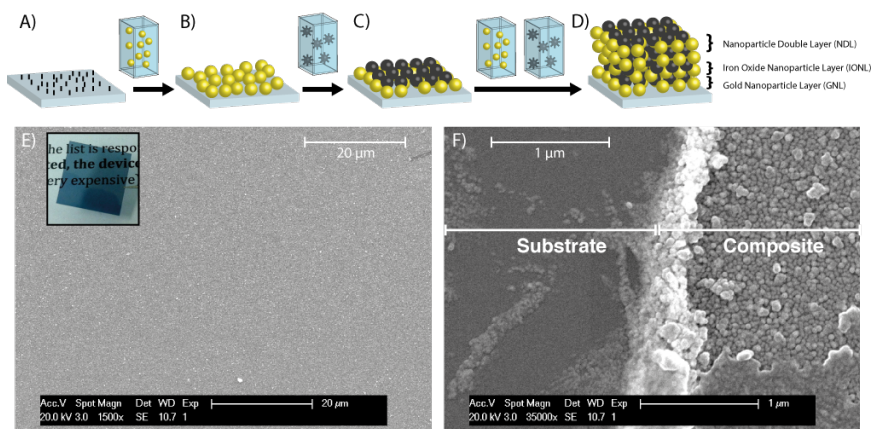 A)
B)
C)
D)
Nanoparticle Double Layer (NDL)
Iron Oxide Nanoparticle Layer (IONL)
Gold Nanoparticle Layer (GNL)
E)
he list is respo
ted, the device
ery expensive
20 µm
Acc.V Spot Magn Det WD Exp
20.0 kV 3.0 1500x SE 10.7 1
20 µm
F)
1 µm
Substrate
Composite
Acc.V Spot Magn Det WD Exp
20.0 kV 3.0 35000x SE 10.7 1
1 µm